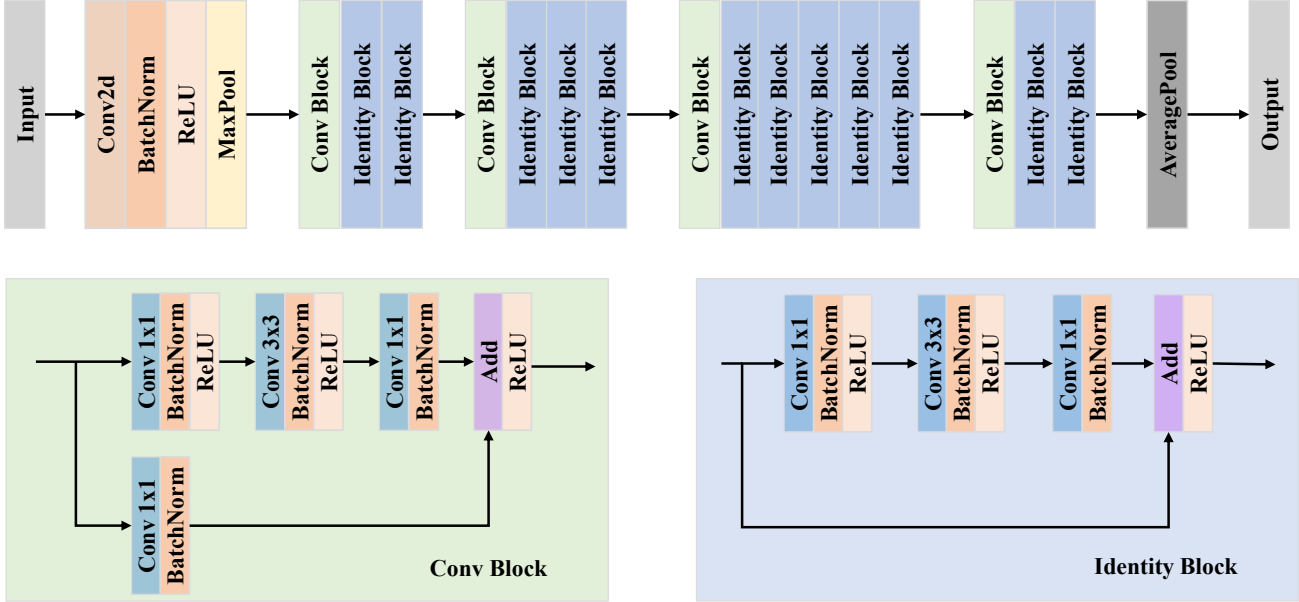 Input
Conv2d
BatchNorm
ReLU
MaxPool
Conv Block
Identity Block
Identity Block
Conv Block
Identity Block
Identity Block
Identity Block
Conv Block
Identity Block
Identity Block
Identity Block
Identity Block
Identity Block
Conv Block
Identity Block
Identity Block
AveragePool
Output
Conv 1x1
BatchNorm
ReLU
Conv 3x3
BatchNorm
ReLU
Conv 1x1
BatchNorm
Add
ReLU
Conv 1x1
BatchNorm
Conv Block
Conv 1x1
BatchNorm
ReLU
Conv 3x3
BatchNorm
ReLU
Conv 1x1
BatchNorm
Add
ReLU
Identity Block